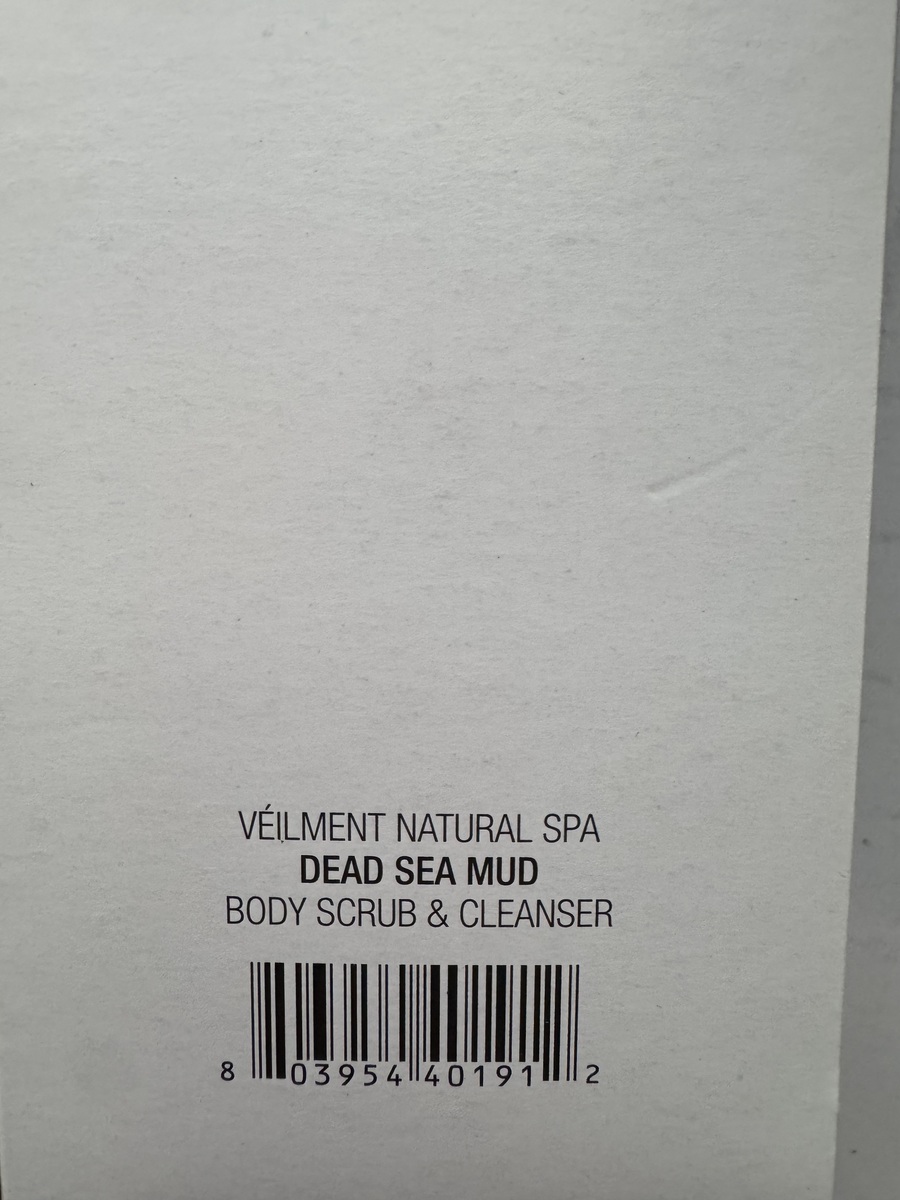 VÉILMENT NATURAL SPA
DEAD SEA MUD
BODY SCRUB & CLEANSER
8 03954 40191 2